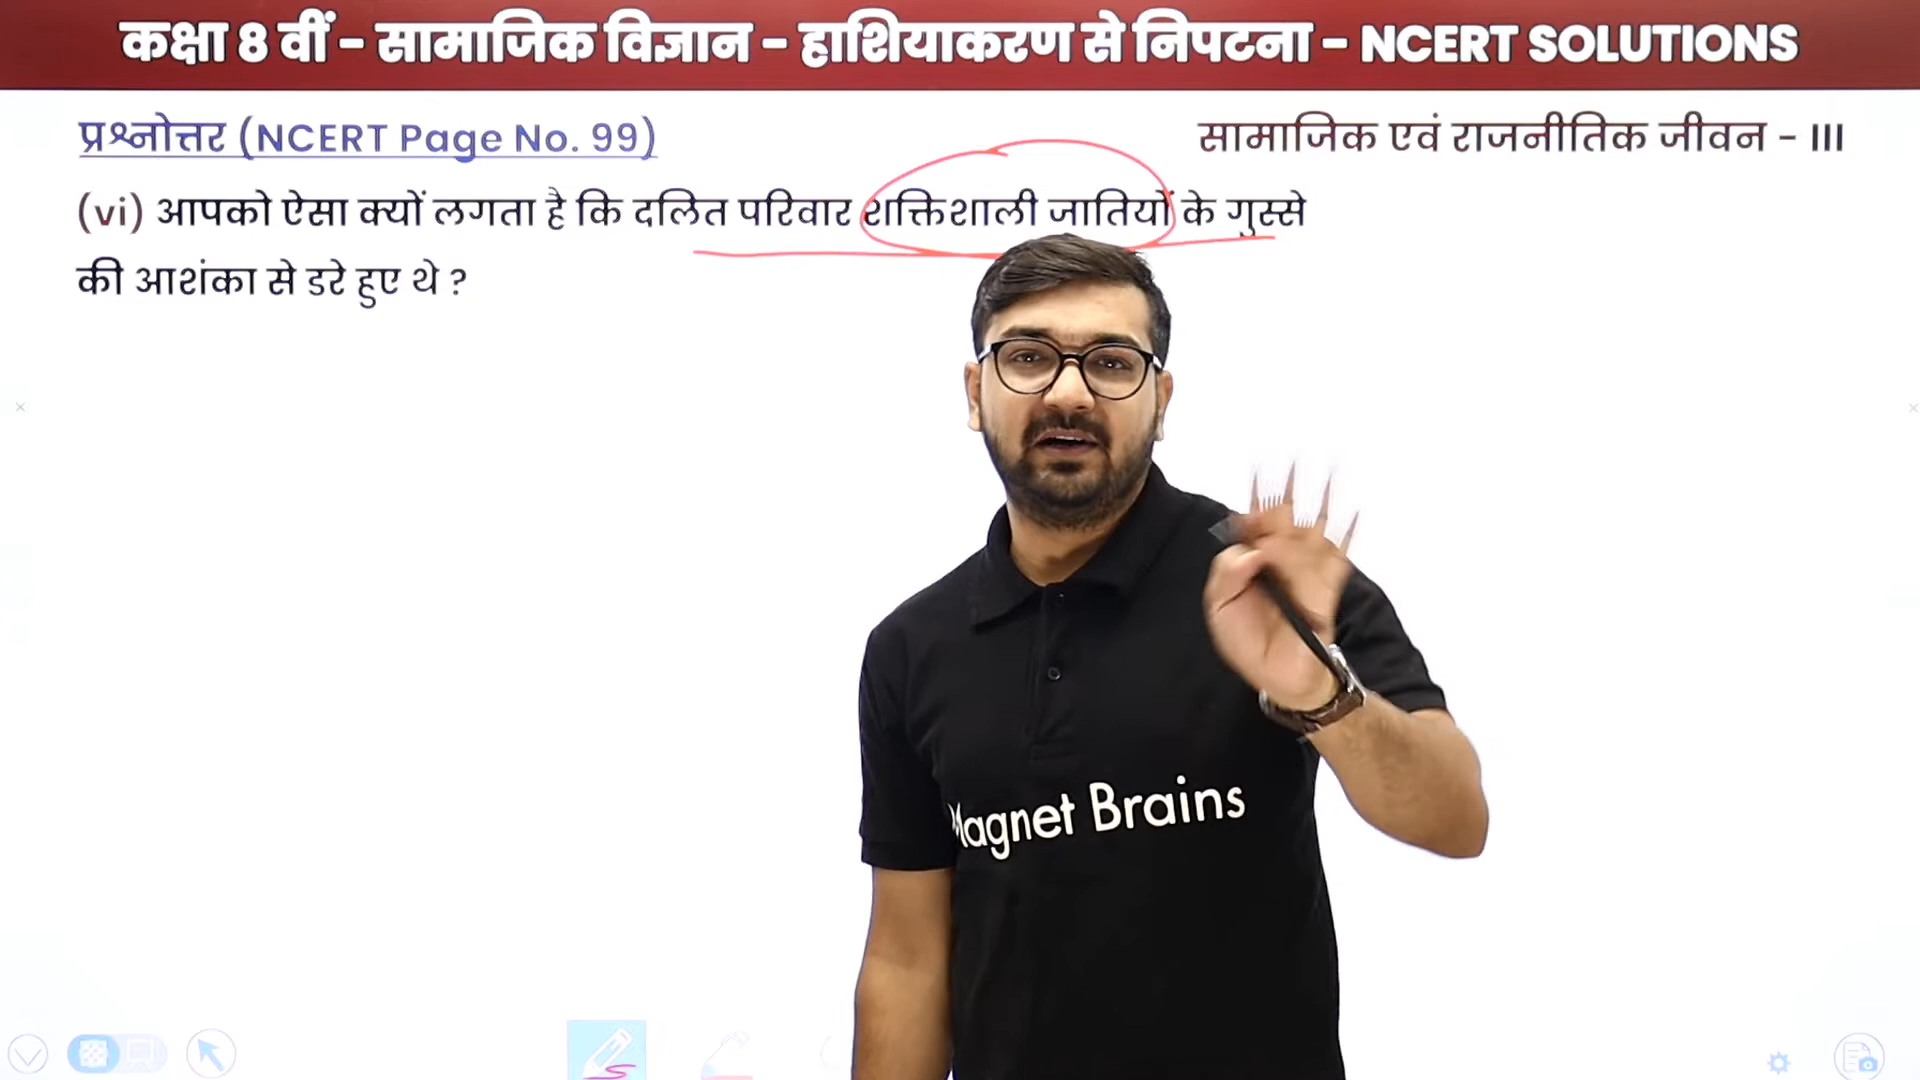 कक्षा 8 वीं - सामाजिक विज्ञान - हाशियाकरण से निपटना - NCERT SOLUTIONS
प्रश्नोत्तर (NCERT Page No. 99)
सामाजिक एवं राजनीतिक जीवन - III
(vi) आपको ऐसा क्यों लगता है कि दलित परिवार शक्तिशाली जातियों के गुस्से
की आशंका से डरे हुए थे ?
Magnet Brains